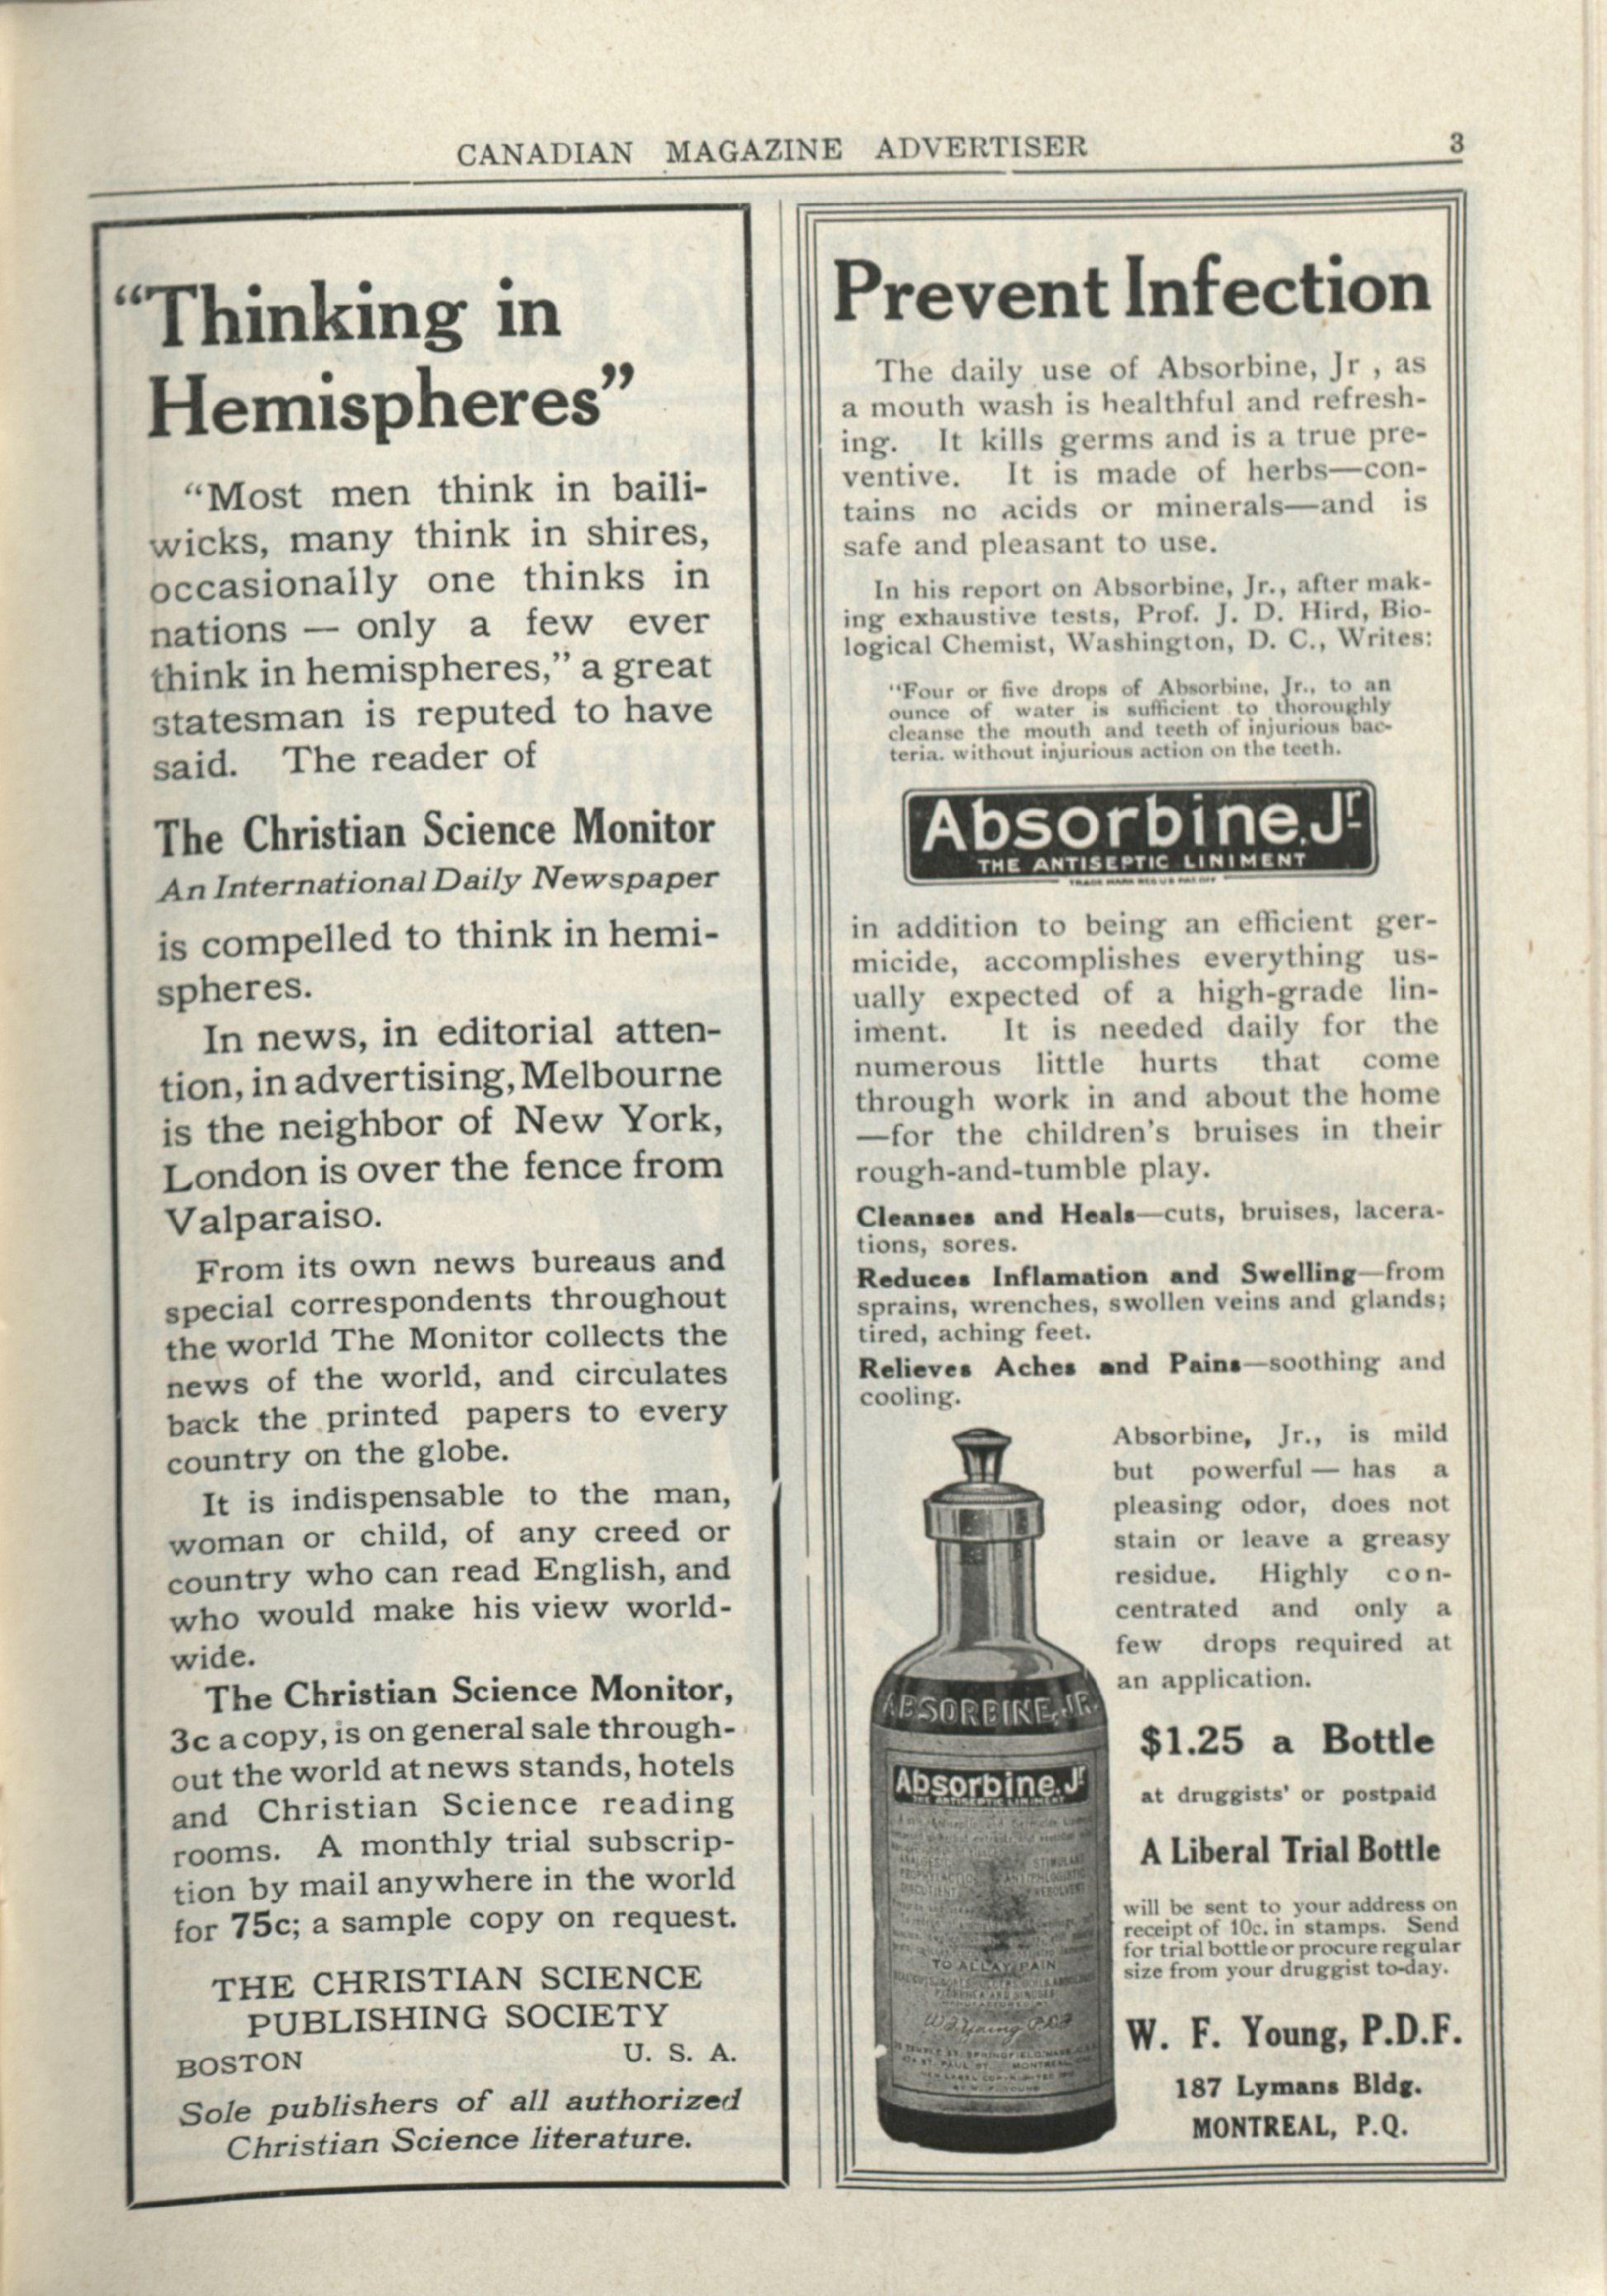 CANADIAN MAGAZINE ADVERTISER 3
“Thinking in
Hemispheres”
“Most men think in baili-
wicks, many think in shires,
occasionally one thinks in
nations — only a few ever
think in hemispheres,” a great
statesman is reputed to have
said. The reader of
The Christian Science Monitor
An International Daily Newspaper
is compelled to think in hemi-
spheres.
In news, in editorial atten-
tion, in advertising, Melbourne
is the neighbor of New York,
London is over the fence from
Valparaiso.
From its own news bureaus and
special correspondents throughout
the world The Monitor collects the
news of the world, and circulates
back the printed papers to every
country on the globe.
It is indispensable to the man,
woman or child, of any creed or
country who can read English, and
who would make his view world-
wide.
The Christian Science Monitor,
3c a copy, is on general sale through-
out the world at news stands, hotels
and Christian Science reading
rooms. A monthly trial subscrip-
tion by mail anywhere in the world
for 75c; a sample copy on request.
THE CHRISTIAN SCIENCE
PUBLISHING SOCIETY
BOSTON U. S. A.
Sole publishers of all authorized
Christian Science literature.
Prevent Infection
The daily use of Absorbine, Jr , as
a mouth wash is healthful and refresh-
ing. It kills germs and is a true pre-
ventive. It is made of herbs—con-
tains no acids or minerals—and is
safe and pleasant to use.
In his report on Absorbine, Jr., after mak-
ing exhaustive tests, Prof. J. D. Hird, Bio-
logical Chemist, Washington, D. C., Writes:
“Four or five drops of Absorbine, Jr., to an
ounce of water is sufficient to thoroughly
cleanse the mouth and teeth of injurious bac-
teria. without injurious action on the teeth.
Absorbine, Jr.
THE ANTISEPTIC LINIMENT
TRADE MARK REG U S PAT OFF
in addition to being an efficient ger-
micide, accomplishes everything us-
ually expected of a high-grade lin-
iment. It is needed daily for the
numerous little hurts that come
through work in and about the home
—for the children's bruises in their
rough-and-tumble play.
Cleanses and Heals—cuts, bruises, lacera-
tions, sores.
Reduces Inflamation and Swelling—from
sprains, wrenches, swollen veins and glands;
tired, aching feet.
Relieves Aches and Pains—soothing and
cooling.
Absorbine, Jr., is mild
but powerful — has a
pleasing odor, does not
stain or leave a greasy
residue. Highly con-
centrated and only a
few drops required at
an application.
$1.25 a Bottle
at druggists' or postpaid
A Liberal Trial Bottle
will be sent to your address on
receipt of 10c. in stamps. Send
for trial bottle or procure regular
size from your druggist to-day.
W. F. Young, P.D.F.
187 Lymans Bldg.
MONTREAL, P.Q.
ABSORBINE, JR.
Absorbine, Jr.
THE ANTISEPTIC LINIMENT
STIMULANT
ANTIPHLOGISTIC
DISCUTIENT RESOLVENT
TO ALLAY PAIN
W. F. Young P.D.F.
TEMPLE ST. SPRINGFIELD, MASS.
ST. PAUL ST. MONTREAL